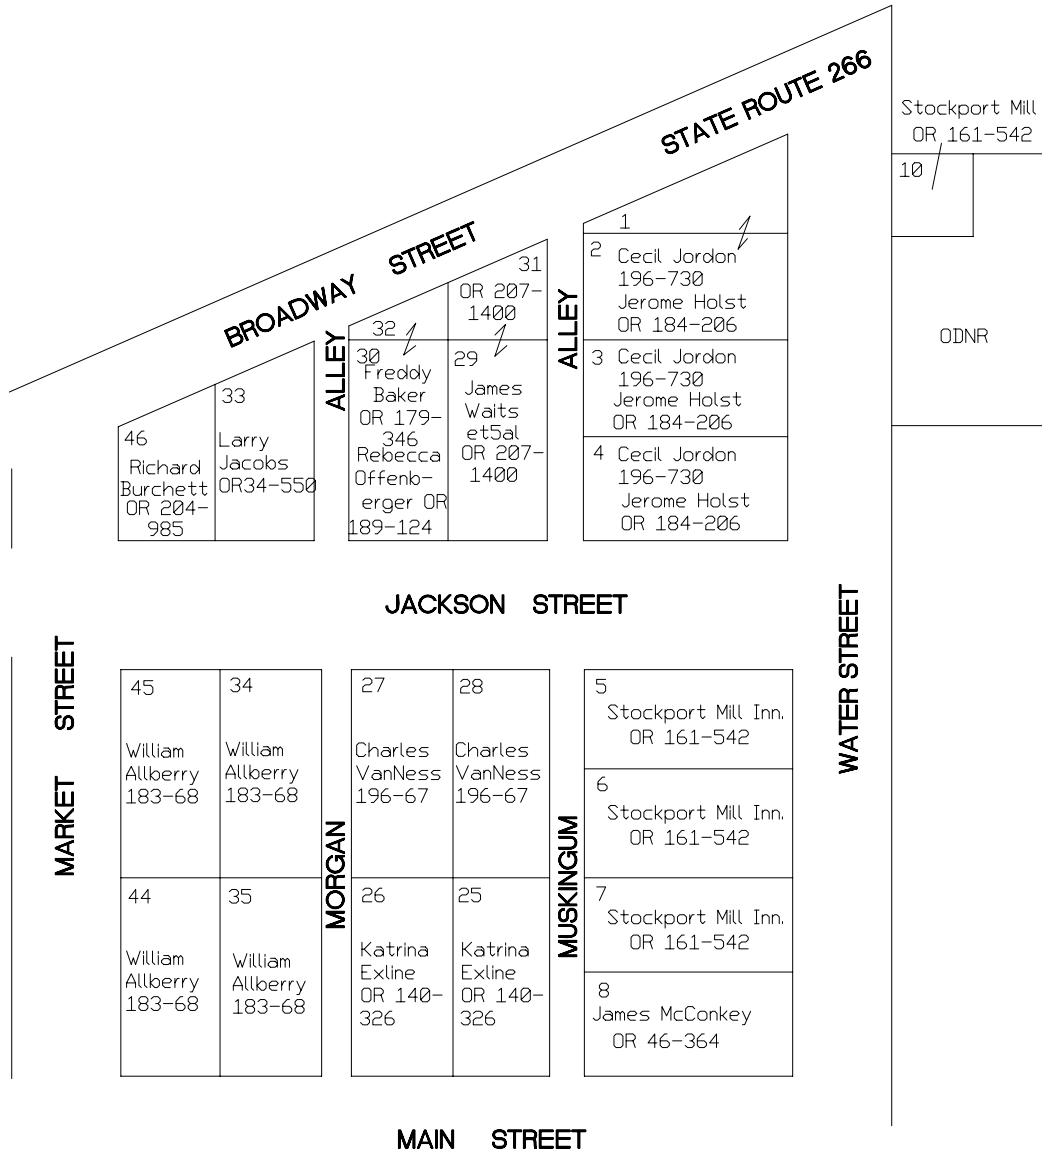 STATE ROUTE 266
Stockport Mill
OR 161-542
10
ODNR
BROADWAY STREET
1
2
Cecil Jordon
196-730
Jerome Holst
OR 184-206
3
Cecil Jordon
196-730
Jerome Holst
OR 184-206
4
Cecil Jordon
196-730
Jerome Holst
OR 184-206
ALLEY
31
OR 207-
1400
32
30
Freddy
Baker
OR 179-
346
Rebecca
Offenb-
erger OR
189-124
29
James
Waits
et5al
OR 207-
1400
ALLEY
33
Larry
Jacobs
OR34-550
46
Richard
Burchett
OR 204-
985
JACKSON STREET
MARKET STREET
WATER STREET
45
William
Allberry
183-68
34
William
Allberry
183-68
27
Charles
VanNess
196-67
28
Charles
VanNess
196-67
5
Stockport Mill Inn.
OR 161-542
6
Stockport Mill Inn.
OR 161-542
MORGAN
MUSKINGUM
44
William
Allberry
183-68
35
William
Allberry
183-68
26
Katrina
Exline
OR 140-
326
25
Katrina
Exline
OR 140-
326
7
Stockport Mill Inn.
OR 161-542
8
James McConkey
OR 46-364
MAIN STREET